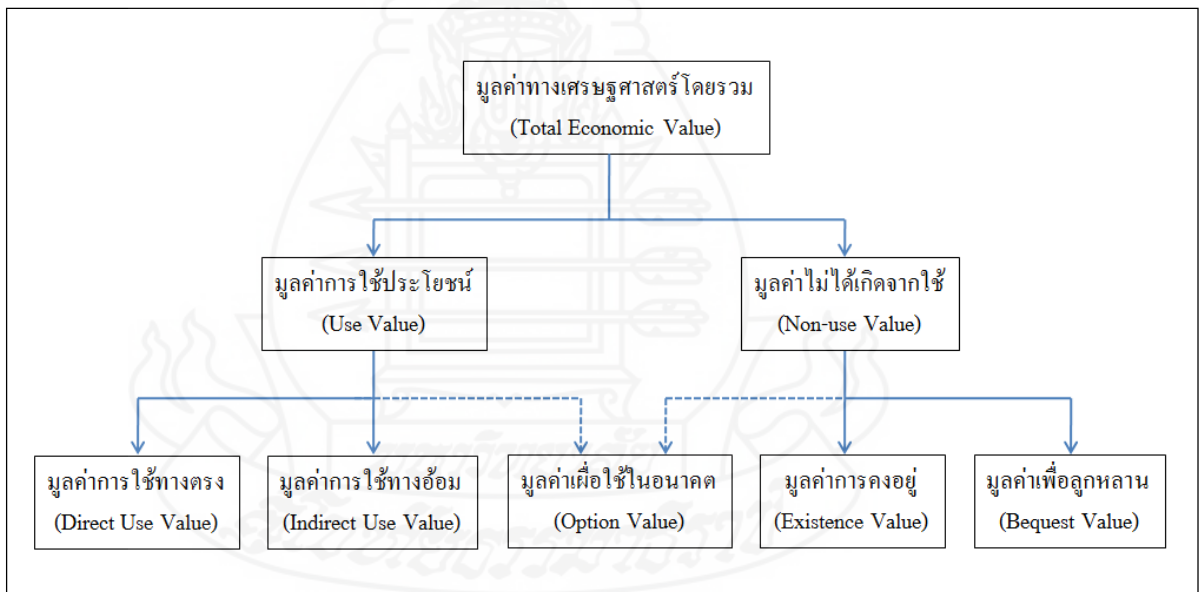 มูลค่าทางเศรษฐศาสตร์โดยรวม
(Total Economic Value)
มูลค่าการใช้ประโยชน์
(Use Value)
มูลค่าไม่ได้เกิดจากใช้
(Non-use Value)
มูลค่าการใช้ทางตรง
(Direct Use Value)
มูลค่าการใช้ทางอ้อม
(Indirect Use Value)
มูลค่าเผื่อใช้ในอนาคต
(Option Value)
มูลค่าการคงอยู่
(Existence Value)
มูลค่าเพื่อลูกหลาน
(Bequest Value)